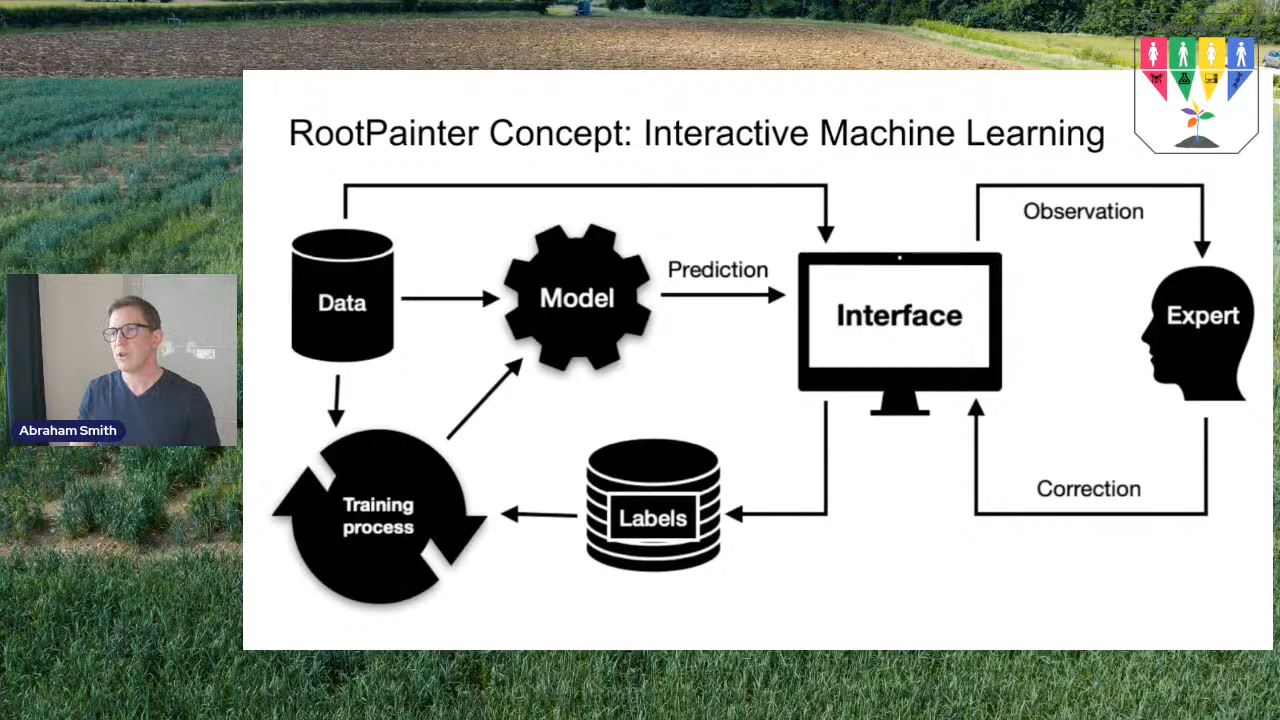 RootPainter Concept: Interactive Machine Learning
Observation
Prediction
Data
Model
Interface
Expert
Abraham Smith
Training
process
Labels
Correction